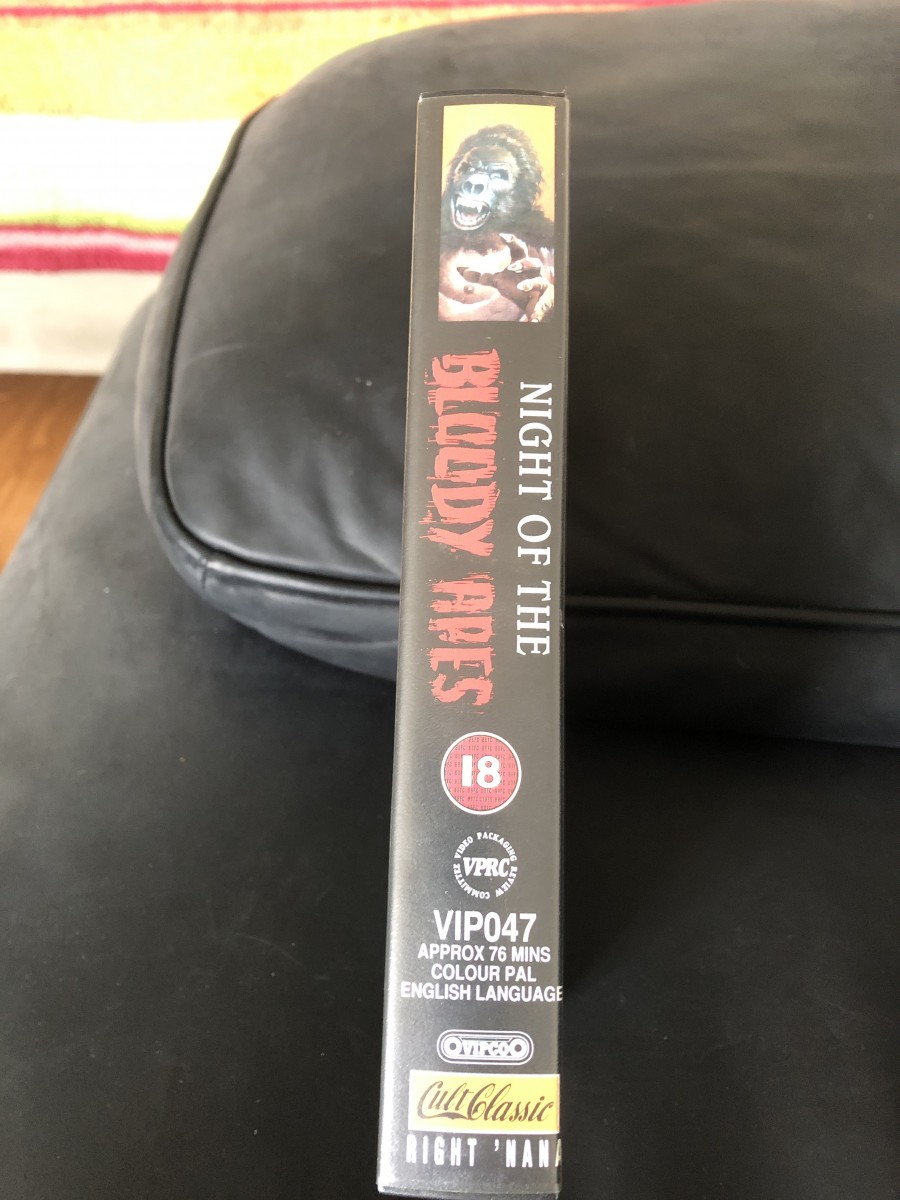 NIGHT OF THE
BLOODY APES
18
VIDEO PACKAGING REVIEW COMMITTEE
VPRC
VIP047
APPROX 76 MINS
COLOUR PAL
ENGLISH LANGUAGE
VIPCO
Cult Classic
RIGHT 'NANA